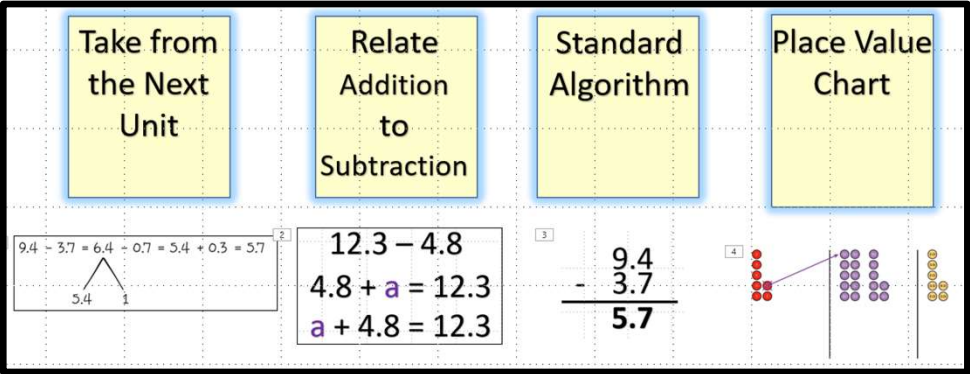 Take from
the Next
Unit
Relate
Addition
to
Subtraction
Standard
Algorithm
Place Value
Chart
9.4 - 3.7 = 6.4 - 0.7 = 5.4 + 0.3 = 5.7
5.4 1
2
12.3 – 4.8
4.8 + a = 12.3
a + 4.8 = 12.3
3
9.4
- 3.7
5.7
4